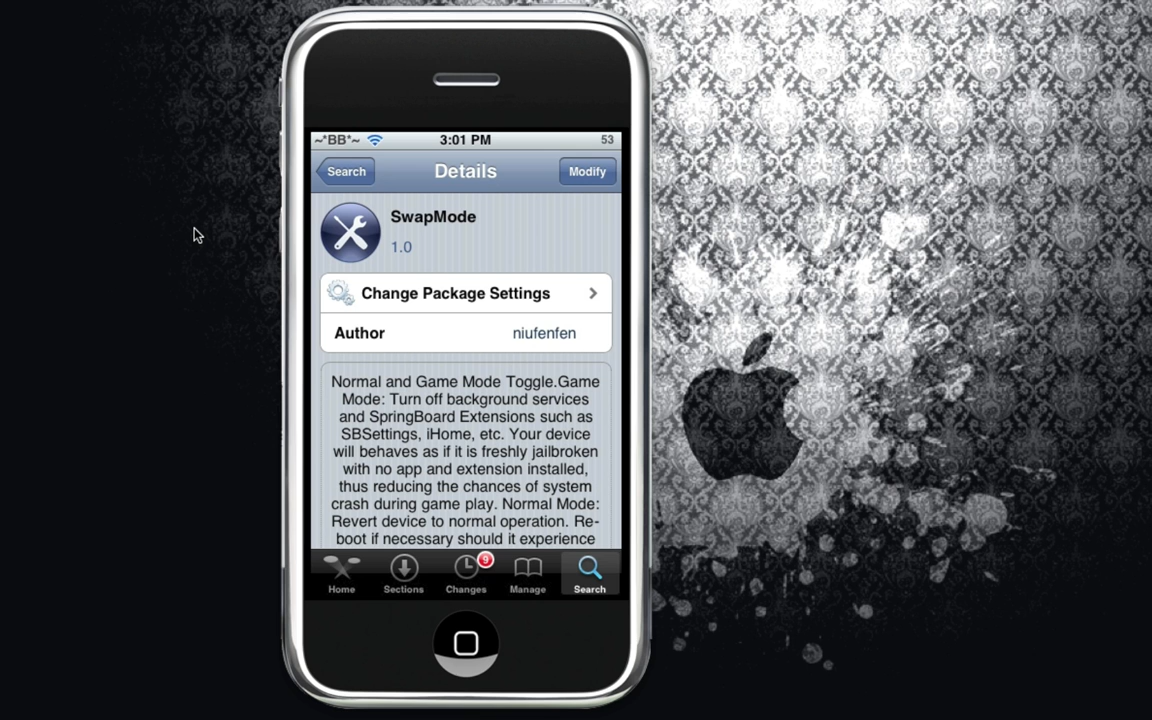 ~*BB*~ 3:01 PM 53
Search Details Modify
SwapMode
1.0
Change Package Settings
Author niufenfen
Normal and Game Mode Toggle.Game
Mode: Turn off background services
and SpringBoard Extensions such as
SBSettings, iHome, etc. Your device
will behaves as if it is freshly jailbroken
with no app and extension installed,
thus reducing the chances of system
crash during game play. Normal Mode:
Revert device to normal operation. Re-
boot if necessary should it experience
9
Home Sections Changes Manage Search